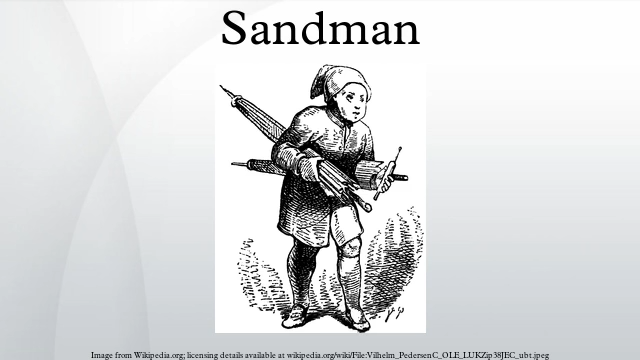 Sandman
Image from Wikipedia.org; licensing details available at wikipedia.org/wiki/File:Vilhelm_PedersenC_OLE_LUKZip38JEC_ubt.jpeg